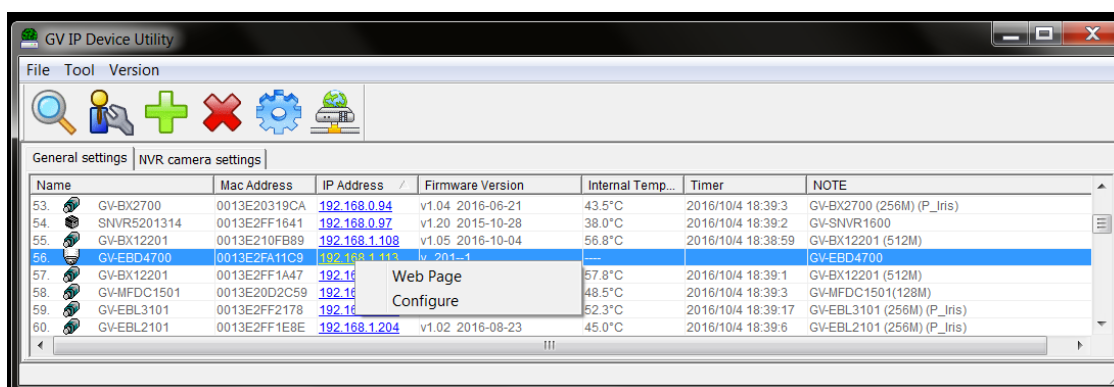 GV IP Device Utility
File Tool Version
General settings NVR camera settings
Name Mac Address IP Address Firmware Version Internal Temp... Timer NOTE
53. GV-BX2700 0013E20319CA 192.168.0.94 v1.04 2016-06-21 43.5°C 2016/10/4 18:39:3 GV-BX2700 (256M) (P_Iris)
54. SNVR5201314 0013E2FF1641 192.168.0.97 v1.20 2015-10-28 38.0°C 2016/10/4 18:39:2 GV-SNVR1600
55. GV-BX12201 0013E210FB89 192.168.1.108 v1.05 2016-10-04 56.8°C 2016/10/4 18:38:59 GV-BX12201 (512M)
56. GV-EBD4700 0013E2FA11C9 192.168.1.113 v_201--1 ---- GV-EBD4700
57. GV-BX12201 0013E2FF1A47 192.16 57.8°C 2016/10/4 18:39:1 GV-BX12201 (512M)
Web Page
58. GV-MFDC1501 0013E20D2C59 192.16 48.5°C 2016/10/4 18:39:3 GV-MFDC1501(128M)
Configure
59. GV-EBL3101 0013E2FF2178 192.16 52.3°C 2016/10/4 18:39:17 GV-EBL3101 (256M) (P_Iris)
60. GV-EBL2101 0013E2FF1E8E 192.168.1.204 v1.02 2016-08-23 45.0°C 2016/10/4 18:39:6 GV-EBL2101 (256M) (P_Iris)